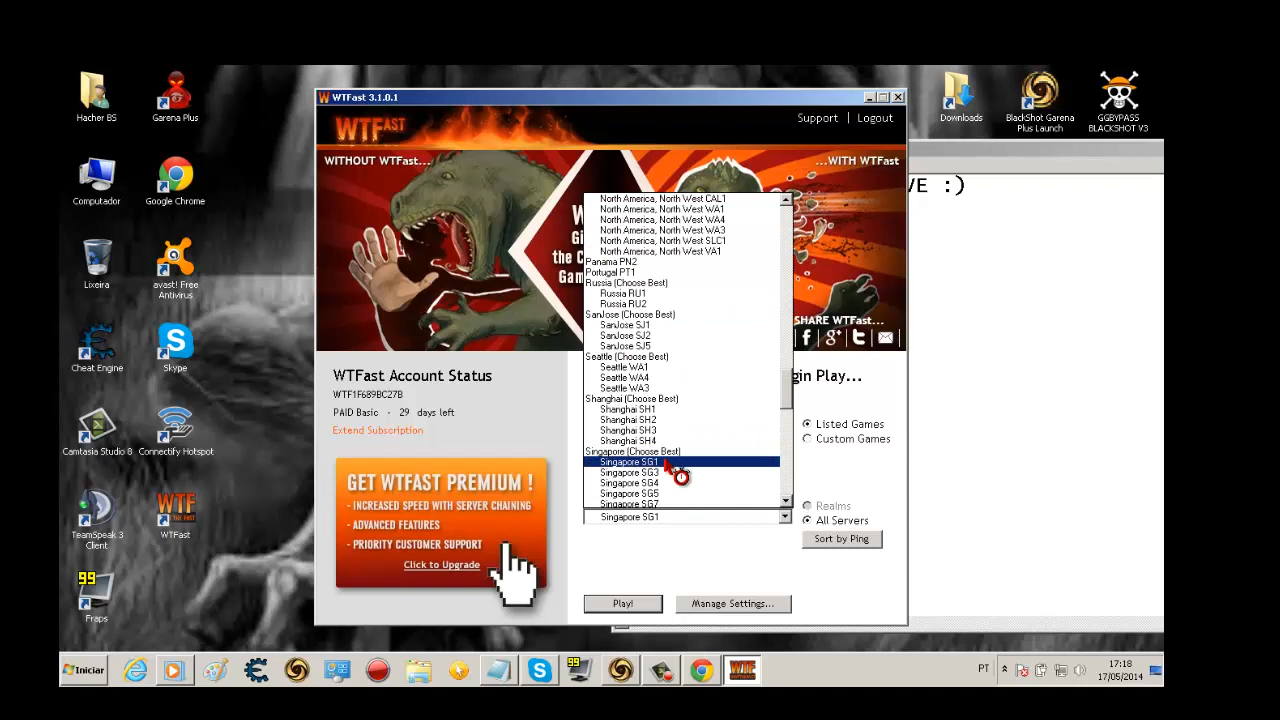 Hacher BS
Garena Plus
Computador
Google Chrome
Lixeira
avast! Free
Antivirus
Cheat Engine
Skype
Camtasia Studio 8
Connectify Hotspot
TeamSpeak 3
Client
WTF
WTFast
99
Fraps
Downloads
BlackShot Garena
Plus Launch
GGBYPASS
BLACKSHOT V3
VE :)
W WTFast 3.1.0.1
WTFAST
Support | Logout
WITHOUT WTFast...
...WITH WTFast
W
Gi
the C
Gam
SHARE WTFast...
North America, North West CAL1
North America, North West WA1
North America, North West WA4
North America, North West WA3
North America, North West SLC1
North America, North West VA1
Panama PN2
Portugal PT1
Russia (Choose Best)
Russia RU1
Russia RU2
SanJose (Choose Best)
SanJose SJ1
SanJose SJ2
SanJose SJ5
Seattle (Choose Best)
Seattle WA1
Seattle WA4
Seattle WA3
Shanghai (Choose Best)
Shanghai SH1
Shanghai SH2
Shanghai SH3
Shanghai SH4
Singapore (Choose Best)
Singapore SG1
Singapore SG3
Singapore SG4
Singapore SG5
Singapore SG7
Singapore SG1
WTFast Account Status
WTF1F689BC27B
PAID Basic - 29 days left
Extend Subscription
GET WTFAST PREMIUM !
- INCREASED SPEED WITH SERVER CHAINING
- ADVANCED FEATURES
- PRIORITY CUSTOMER SUPPORT
Click to Upgrade
gin Play...
Listed Games
Custom Games
Realms
All Servers
Sort by Ping
Play!
Manage Settings...
Iniciar
99
WTF
PT
17:18
17/05/2014